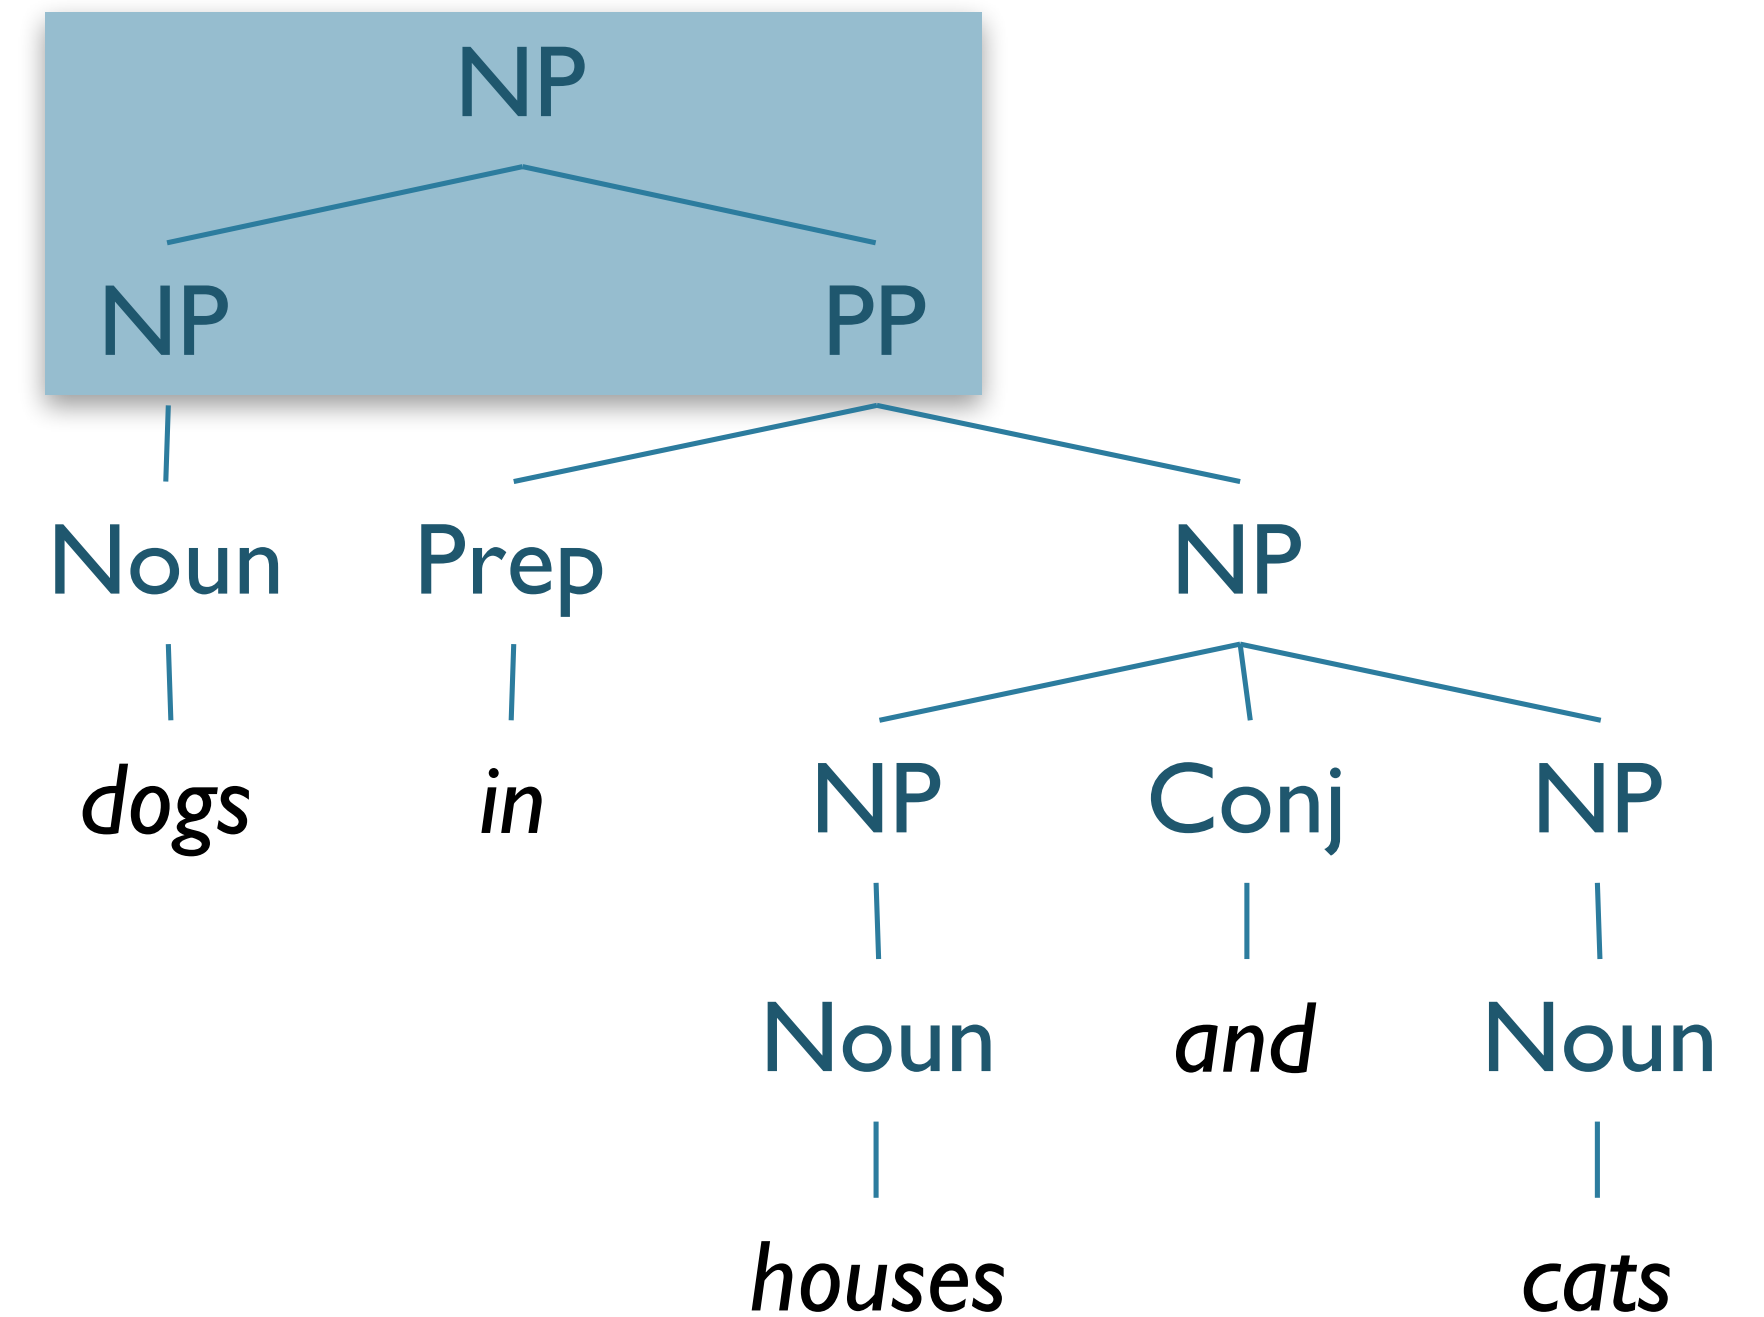 NP
NP PP
Noun Prep NP
dogs in NP Conj NP
Noun and Noun
houses cats